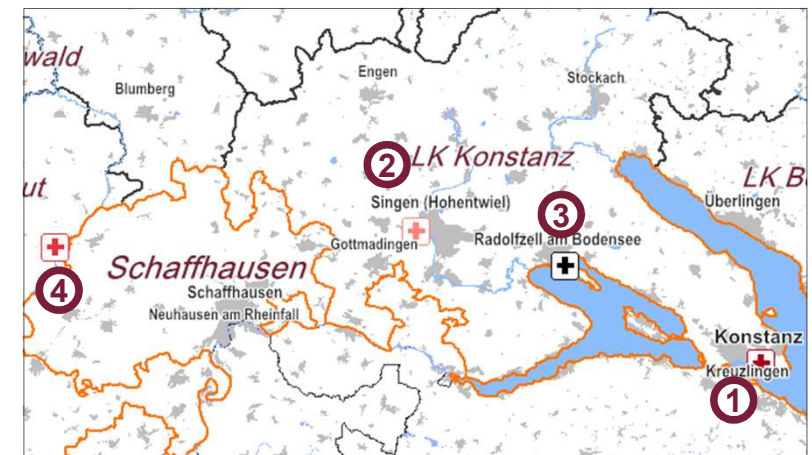 wald
Blumberg
Engen
Stockach
ut
2
LK Konstanz
LK B
Überlingen
Singen (Hohentwiel)
3
Gottmadingen
Radolfzell am Bodensee
4
Schaffhausen
Schaffhausen
Neuhausen am Rheinfall
Konstanz
Kreuzlingen
1